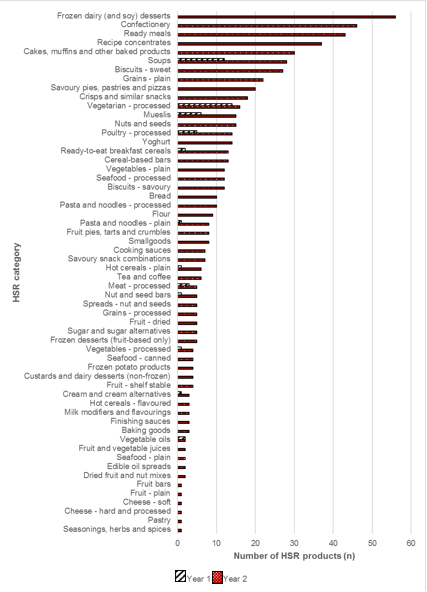 HSR category
Frozen dairy (and soy) desserts
Confectionery
Ready meals
Recipe concentrates
Cakes, muffins and other baked products
Soups
Biscuits - sweet
Grains - plain
Savoury pies, pastries and pizzas
Crisps and similar snacks
Vegetarian - processed
Mueslis
Nuts and seeds
Poultry - processed
Yoghurt
Ready-to-eat breakfast cereals
Cereal-based bars
Vegetables - plain
Seafood - processed
Biscuits - savoury
Bread
Pasta and noodles - processed
Flour
Pasta and noodles - plain
Fruit pies, tarts and crumbles
Smallgoods
Cooking sauces
Savoury snack combinations
Hot cereals - plain
Tea and coffee
Meat - processed
Nut and seed bars
Spreads - nut and seeds
Grains - processed
Fruit - dried
Sugar and sugar alternatives
Frozen desserts (fruit-based only)
Vegetables - processed
Seafood - canned
Frozen potato products
Custards and dairy desserts (non-frozen)
Fruit - shelf stable
Cream and cream alternatives
Hot cereals - flavoured
Milk modifiers and flavourings
Finishing sauces
Baking goods
Vegetable oils
Fruit and vegetable juices
Seafood - plain
Edible oil spreads
Dried fruit and nut mixes
Fruit bars
Fruit - plain
Cheese - soft
Cheese - hard and processed
Pastry
Seasonings, herbs and spices
0 10 20 30 40 50 60
Number of HSR products (n)
Year 1 Year 2